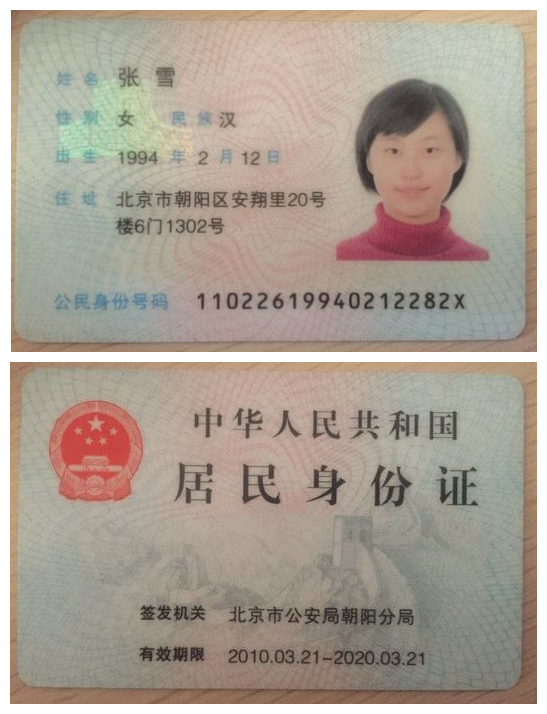 姓名 张雪
性别 女 民族 汉
出生 1994 年 2 月 12 日
住址 北京市朝阳区安翔里20号
楼6门1302号
公民身份号码 11022619940212282X
中华人民共和国
居民身份证
签发机关 北京市公安局朝阳分局
有效期限 2010.03.21-2020.03.21